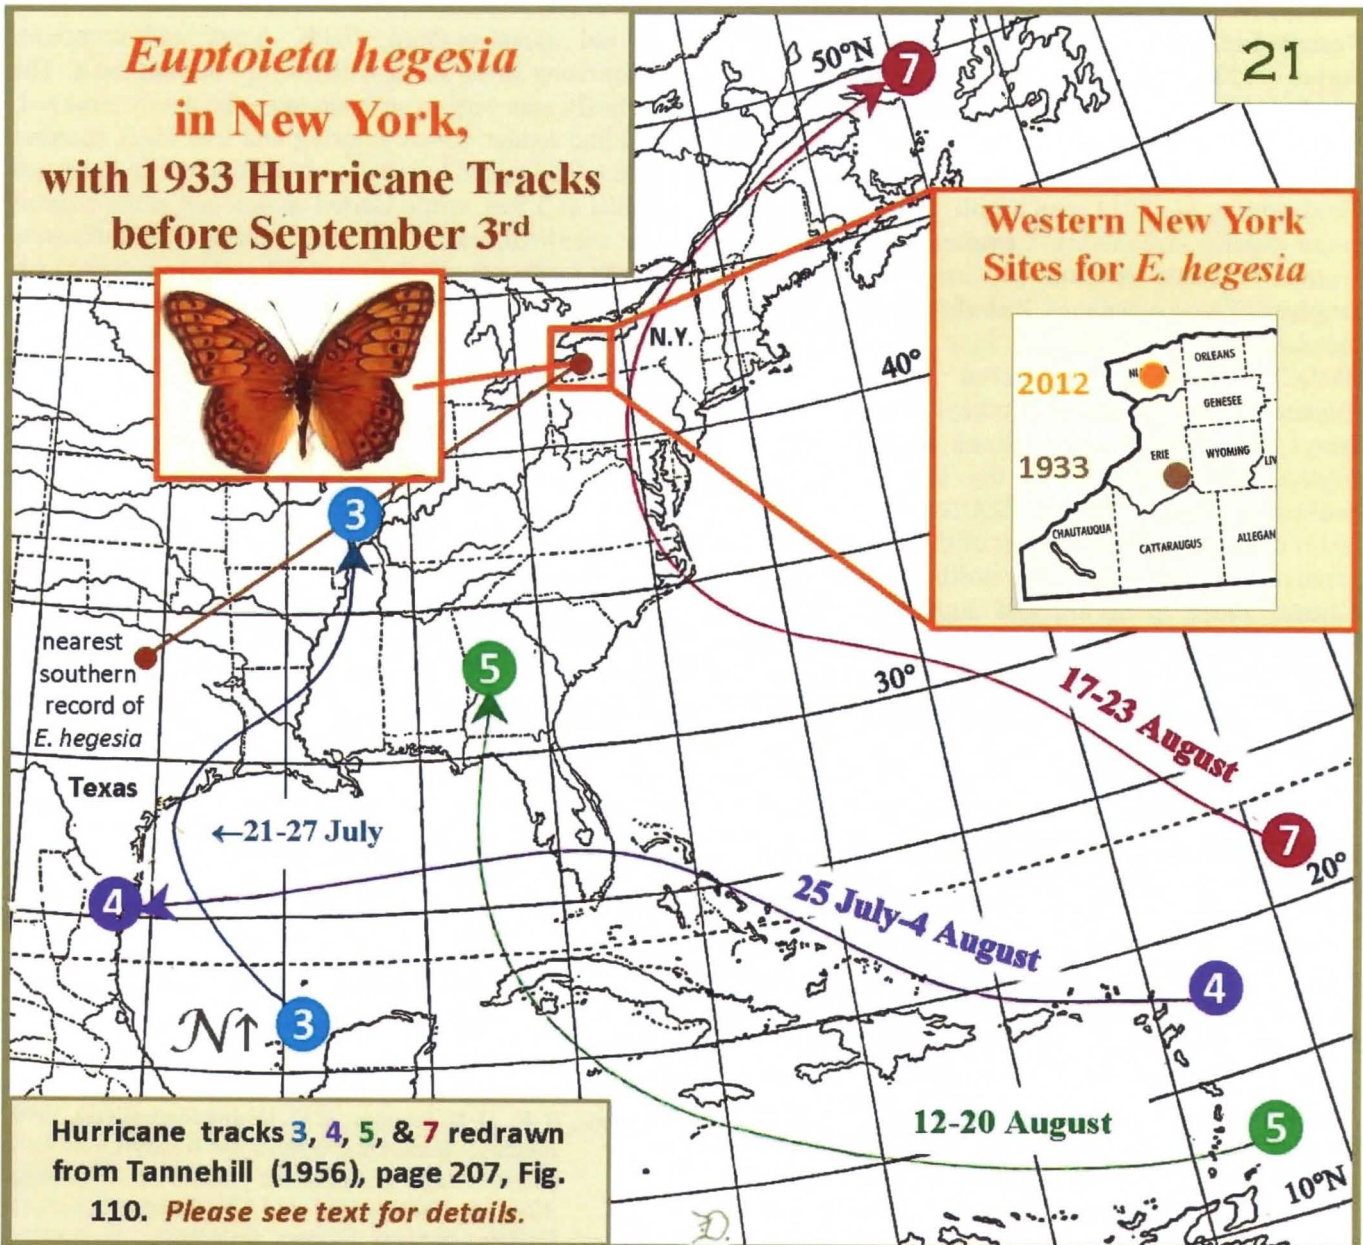 Euptoieta hegesia
in New York,
with 1933 Hurricane Tracks
before September 3rd
21
50°N
7
Western New York
Sites for E. hegesia
2012
1933
ORLEANS
GENESEE
ERIE
WYOMING
LIV
CHAUTAUQUA
CATTARAUGUS
ALLEGAN
N.Y.
40°
3
nearest
southern
record of
E. hegesia
5
30°
17-23 August
Texas
←21-27 July
7
20°
4
25 July-4 August
4
N↑
3
12-20 August
5
10°N
Hurricane tracks 3, 4, 5, & 7 redrawn
from Tannehill (1956), page 207, Fig.
110. Please see text for details.